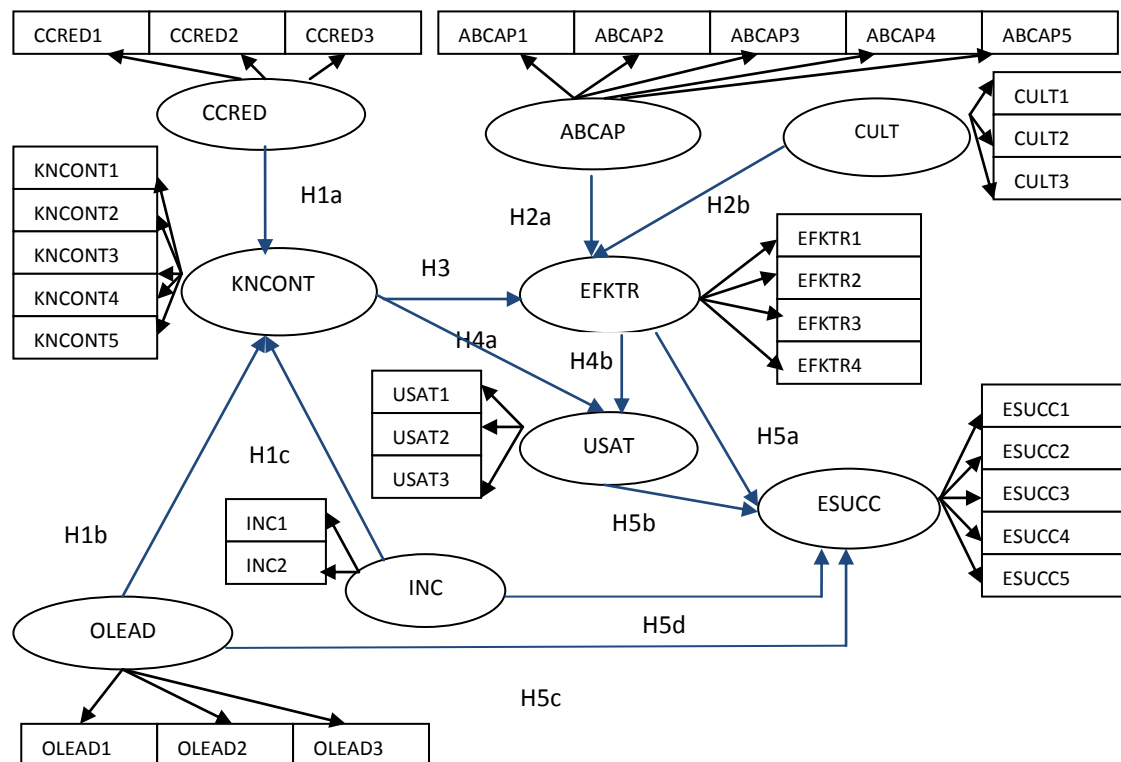 CCRED1 CCRED2 CCRED3 ABCAP1 ABCAP2 ABCAP3 ABCAP4 ABCAP5
CCRED ABCAP CULT
CULT1
CULT2
CULT3
KNCONT1
KNCONT2
KNCONT3
KNCONT4
KNCONT5
H1a
H2a
H2b
KNCONT
H3
EFKTR
EFKTR1
EFKTR2
EFKTR3
EFKTR4
H4a
H4b
USAT1
USAT2
USAT3
USAT
H5a
ESUCC1
ESUCC2
ESUCC3
ESUCC4
ESUCC5
H1c
H1b
INC1
INC2
H5b
ESUCC
INC
OLEAD
H5d
H5c
OLEAD1 OLEAD2 OLEAD3